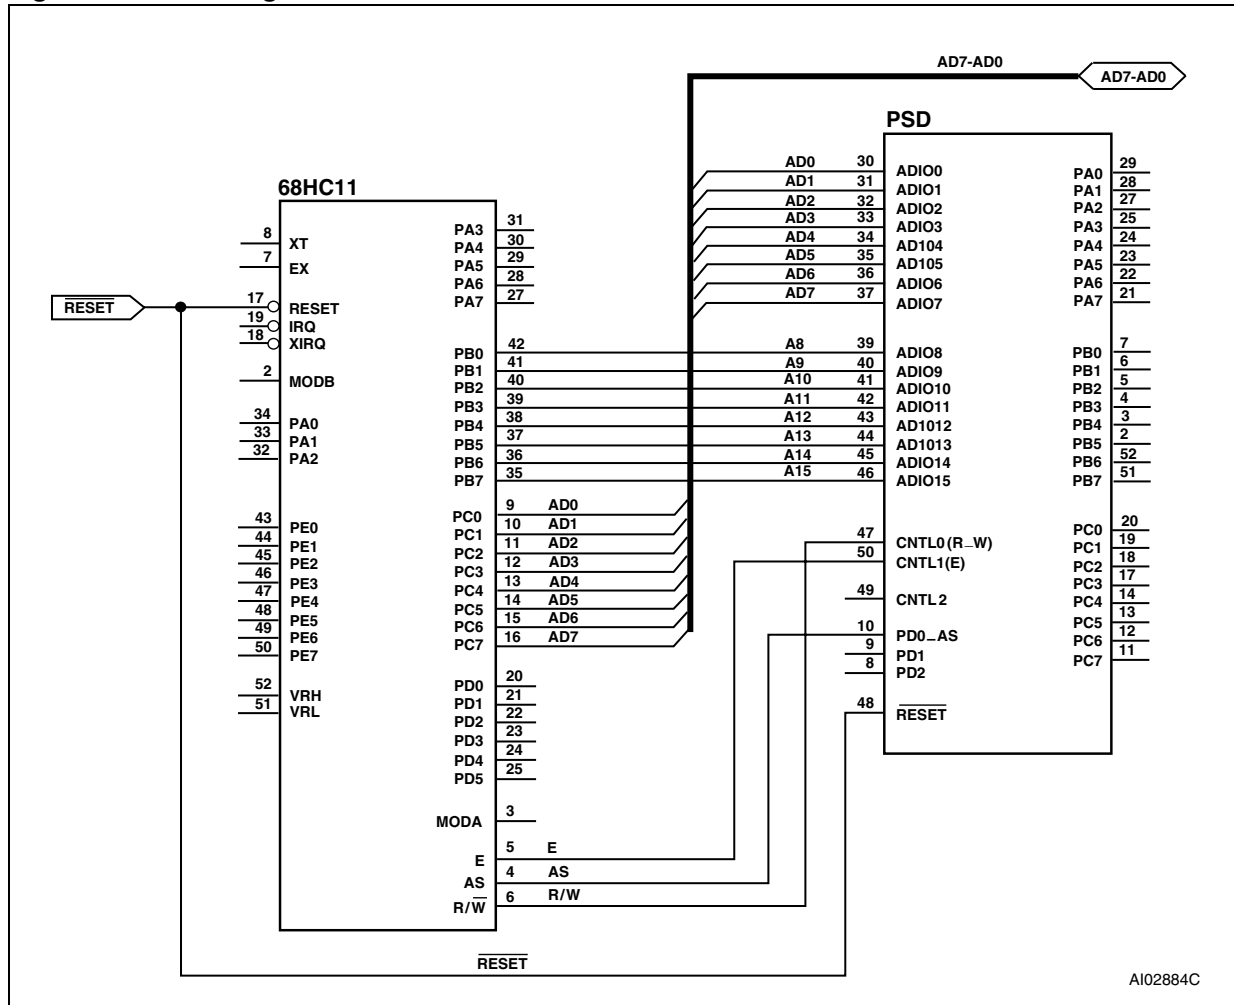 AD7-AD0
AD7-AD0
PSD
68HC11
RESET
8 XT
7 EX
17 RESET
19 IRQ
18 XIRQ
2 MODB
34 PA0
33 PA1
32 PA2
43 PE0
44 PE1
45 PE2
46 PE3
47 PE4
48 PE5
49 PE6
50 PE7
52 VRH
51 VRL
PA3 31
PA4 30
PA5 29
PA6 28
PA7 27
PB0 42
PB1 41
PB2 40
PB3 39
PB4 38
PB5 37
PB6 36
PB7 35
PC0 9 AD0
PC1 10 AD1
PC2 11 AD2
PC3 12 AD3
PC4 13 AD4
PC5 14 AD5
PC6 15 AD6
PC7 16 AD7
PD0 20
PD1 21
PD2 22
PD3 23
PD4 24
PD5 25
MODA 3
E 5 E
AS 4 AS
R/W 6 R/W
AD0 30 ADIO0
AD1 31 ADIO1
AD2 32 ADIO2
AD3 33 ADIO3
AD4 34 AD104
AD5 35 AD105
AD6 36 ADIO6
AD7 37 ADIO7
A8 39 ADIO8
A9 40 ADIO9
A10 41 ADIO10
A11 42 ADIO11
A12 43 AD1012
A13 44 AD1013
A14 45 ADIO14
A15 46 ADIO15
47 CNTL0(R_W)
50 CNTL1(E)
49 CNTL2
10 PD0_AS
9 PD1
8 PD2
48 RESET
PA0 29
PA1 28
PA2 27
PA3 25
PA4 24
PA5 23
PA6 22
PA7 21
PB0 7
PB1 6
PB2 5
PB3 4
PB4 3
PB5 2
PB6 52
PB7 51
PC0 20
PC1 19
PC2 18
PC3 17
PC4 14
PC5 13
PC6 12
PC7 11
RESET
AI02884C